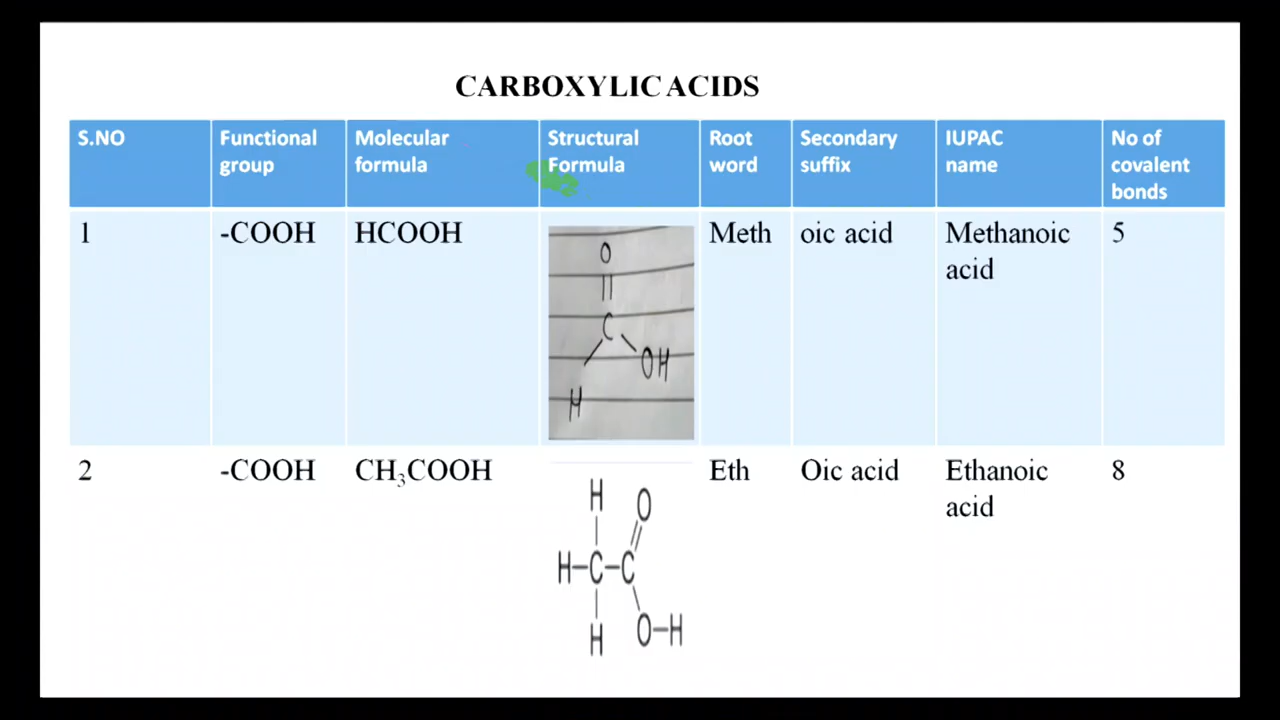 CARBOXYLIC ACIDS
S.NO Functional group Molecular formula Structural Formula Root word Secondary suffix IUPAC name No of covalent bonds
1 -COOH HCOOH Meth oic acid Methanoic acid 5
O
C
OH
H
2 -COOH CH₃COOH Eth Oic acid Ethanoic acid 8
H O
H–C–C
H O–H